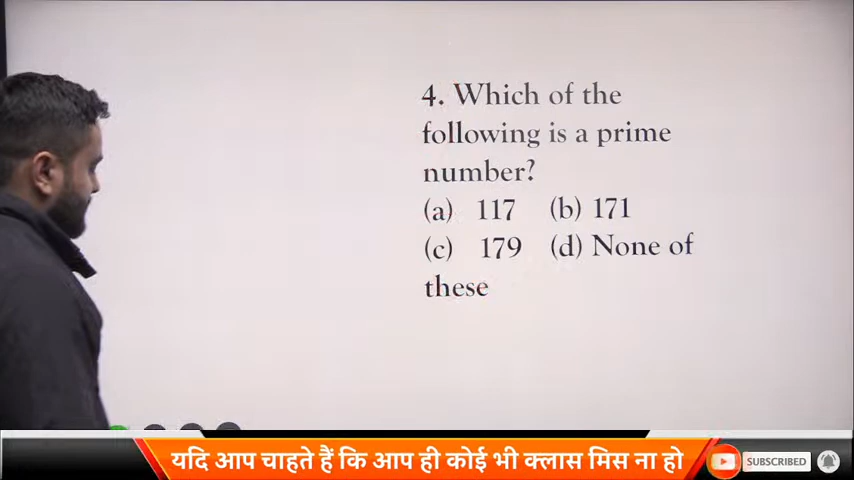 4. Which of the
following is a prime
number?
(a) 117 (b) 171
(c) 179 (d) None of
these
यदि आप चाहते हैं कि आप ही कोई भी क्लास मिस ना हो
SUBSCRIBED